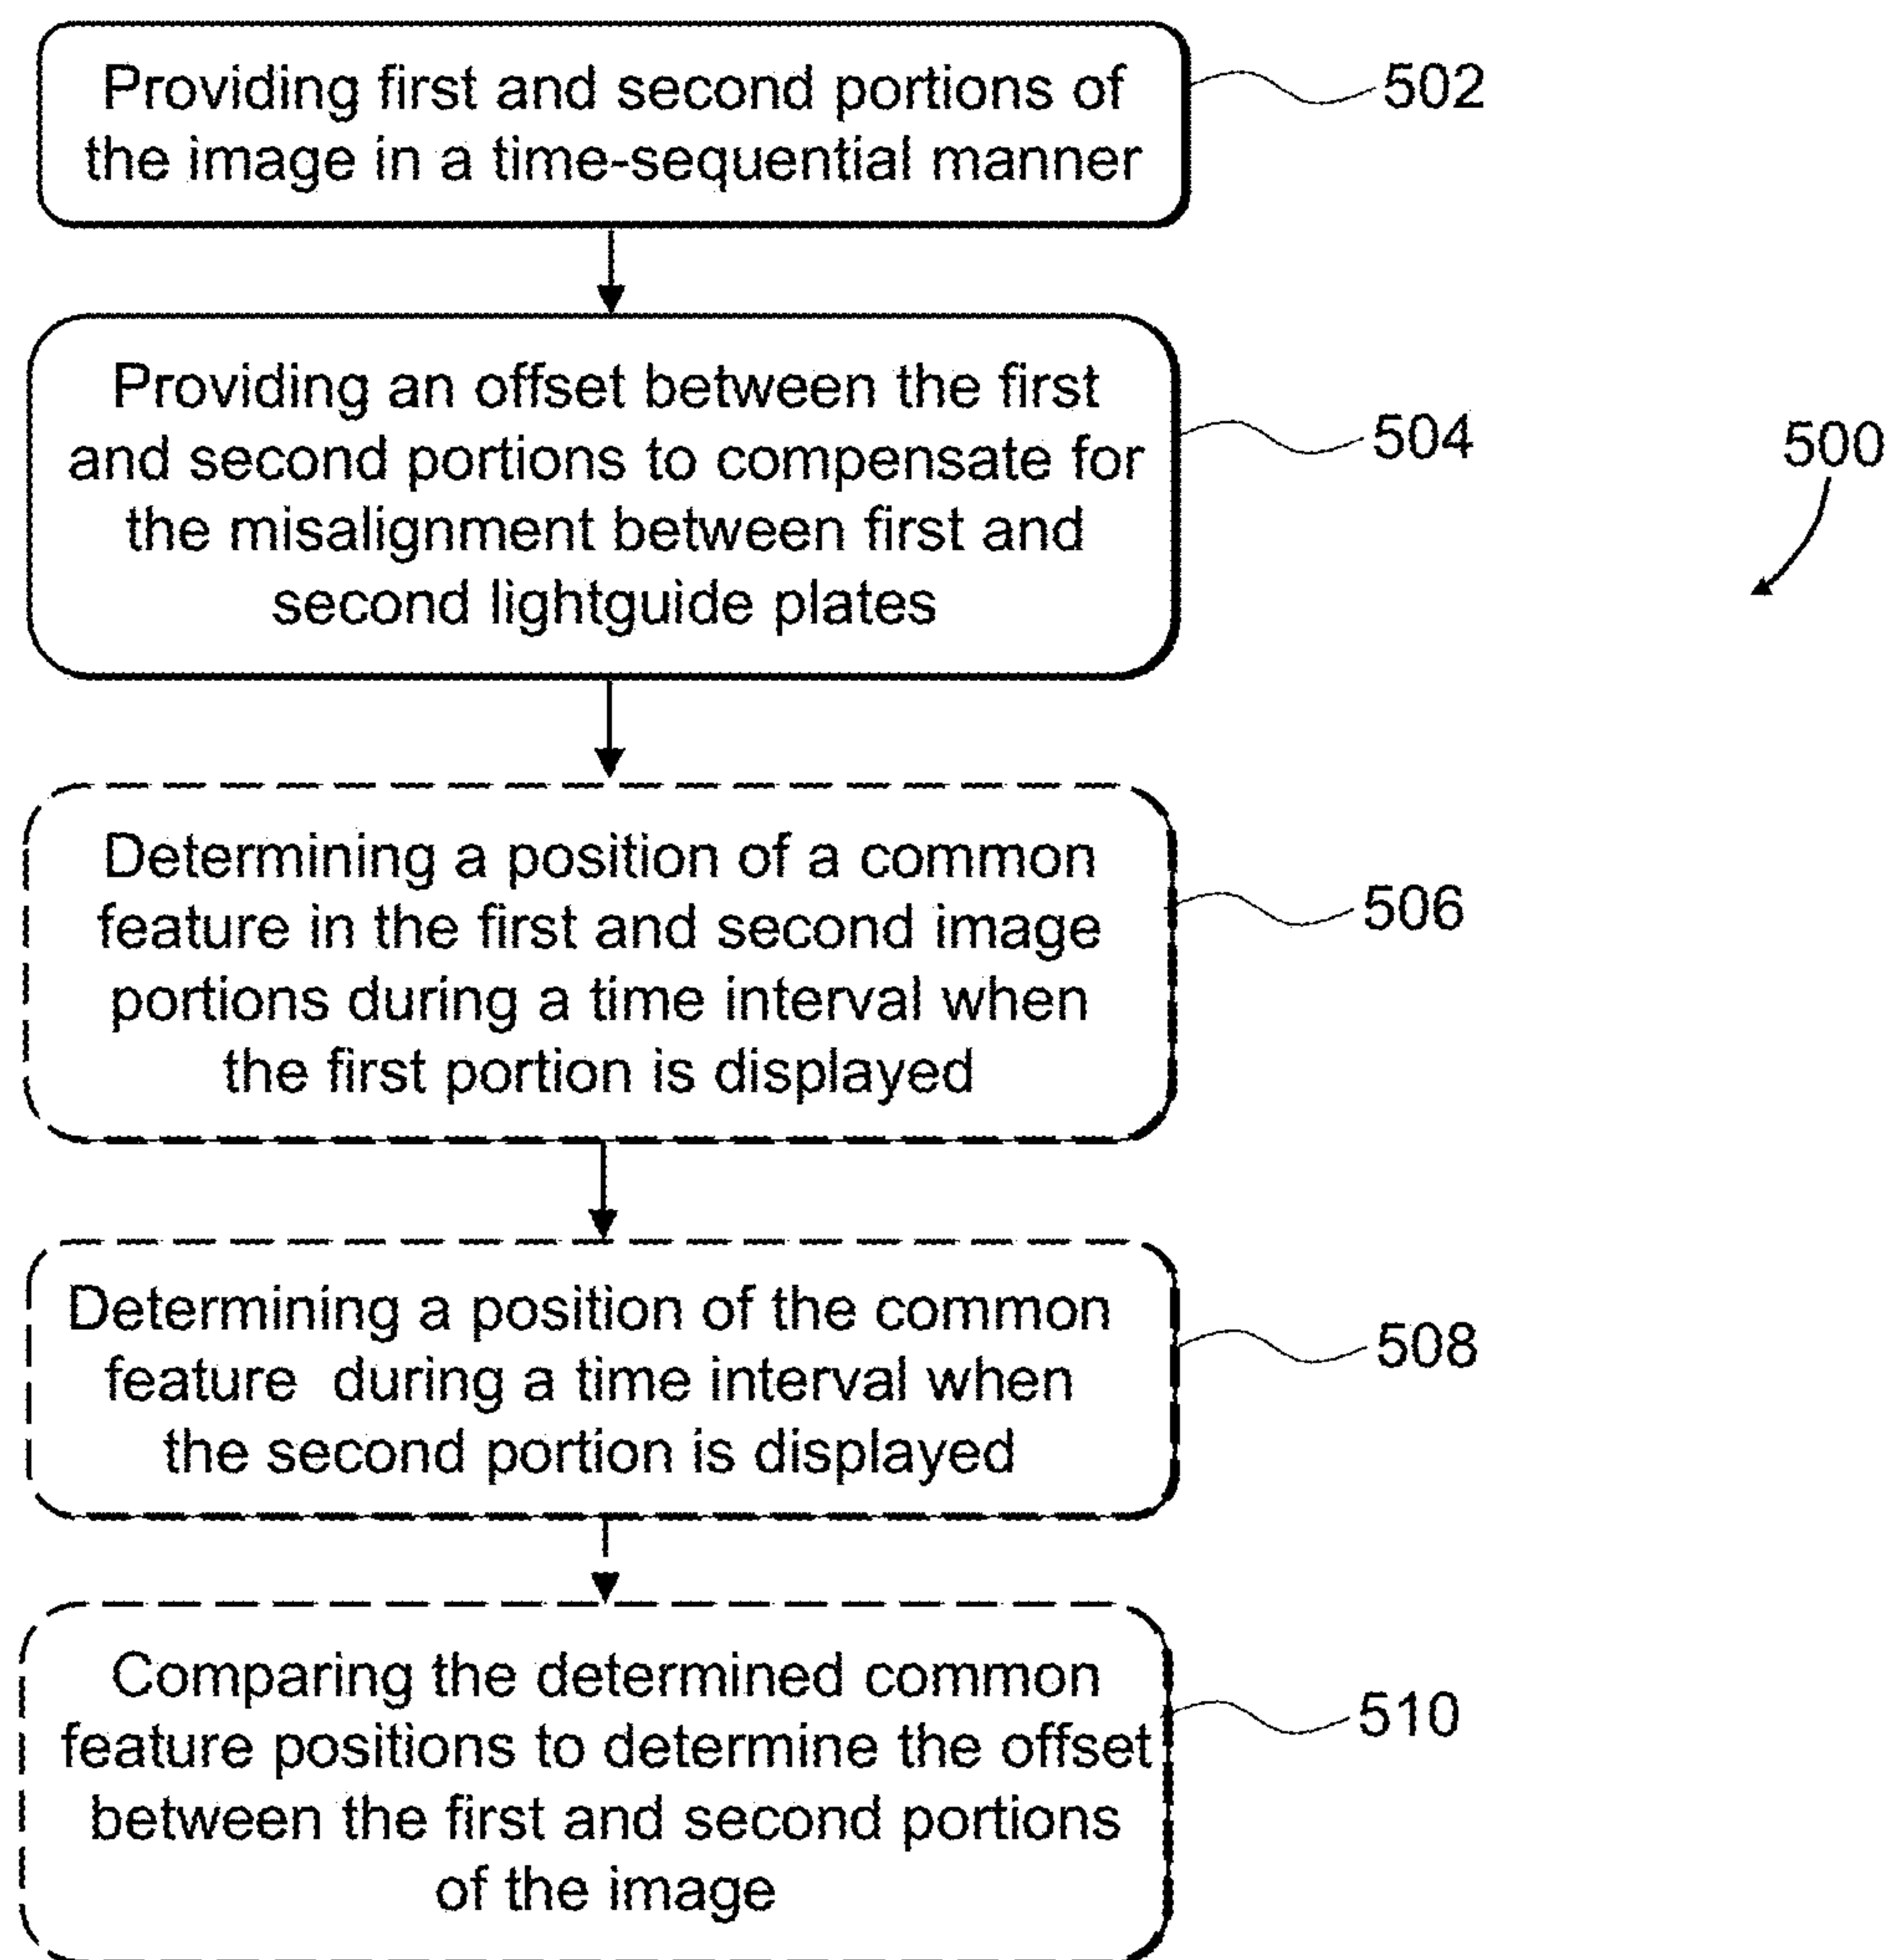 Providing first and second portions of
the image in a time-sequential manner
502
Providing an offset between the first
and second portions to compensate for
the misalignment between first and
second lightguide plates
504
500
Determining a position of a common
feature in the first and second image
portions during a time interval when
the first portion is displayed
506
Determining a position of the common
feature during a time interval when
the second portion is displayed
508
Comparing the determined common
feature positions to determine the offset
between the first and second portions
of the image
510